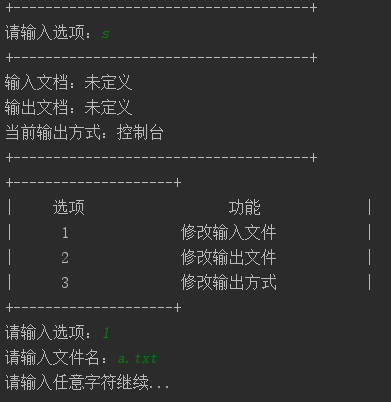 +-------------------------------------+
请输入选项：s
+-------------------------------------+
输入文档：未定义
输出文档：未定义
当前输出方式：控制台
+-------------------------------------+
+--------------------+
| 选项 功能 |
| 1 修改输入文件 |
| 2 修改输出文件 |
| 3 修改输出方式 |
+--------------------+
请输入选项：1
请输入文件名：a.txt
请输入任意字符继续...